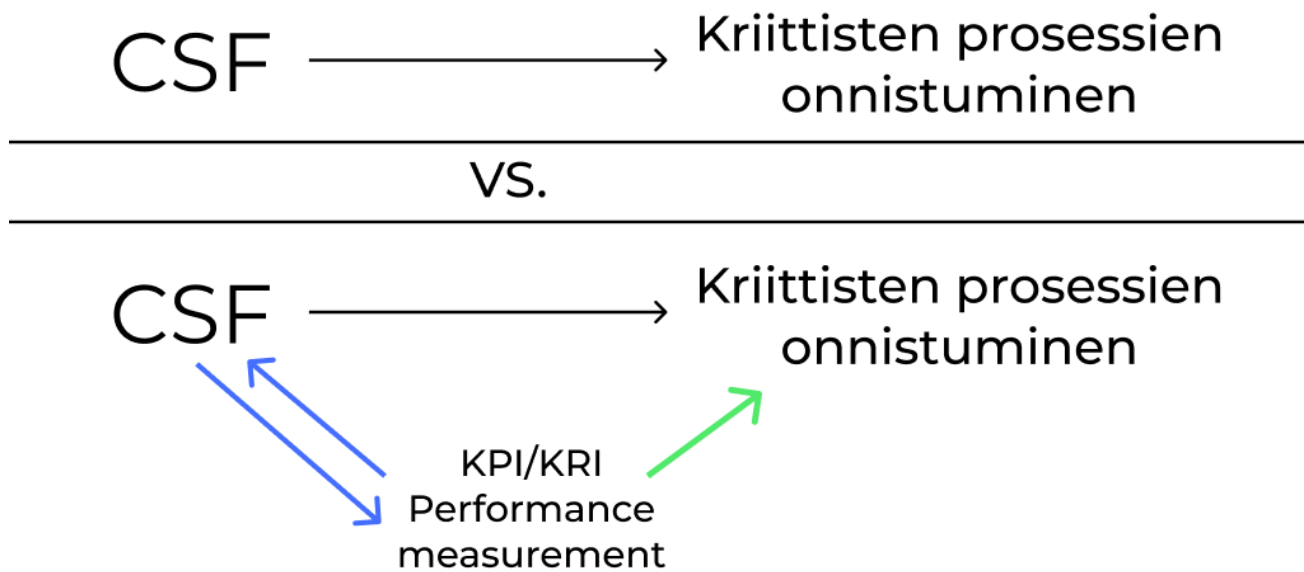 CSF
Kriittisten prosessien
onnistuminen
VS.
CSF
Kriittisten prosessien
onnistuminen
KPI/KRI
Performance
measurement